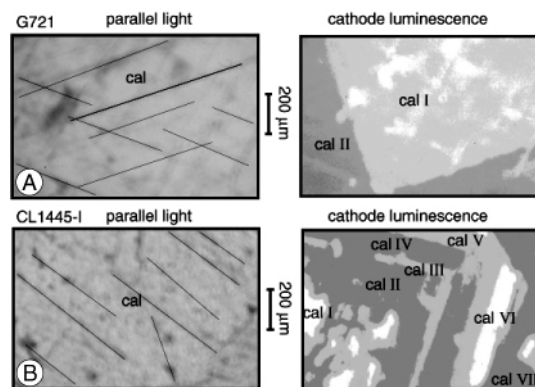 G721 parallel light cathode luminescence
cal
200 µm
cal I
cal II
A
CL1445-I parallel light cathode luminescence
cal
200 µm
cal IV
cal V
cal III
cal II
cal I
cal VI
cal VII
B